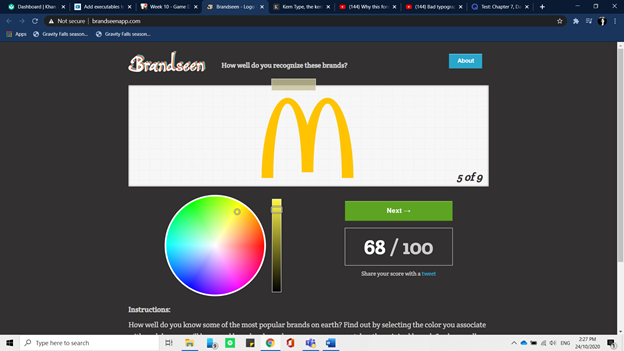 Dashboard | Khan
Add executables t
Week 10 - Game
Brandseen - Logo
Kern Type, the ker
(144) Why this fo
(144) Bad typogra
Test: Chapter 7, D
Not secure | brandseenapp.com
Apps
Gravity Falls season...
Gravity Falls season...
Brandseen
How well do you recognize these brands?
About
5 of 9
Next →
68 / 100
Share your score with a tweet
Instructions:
How well do you know some of the most popular brands on earth? Find out by selecting the color you associate
Type here to search
ENG
2:27 PM
24/10/2020